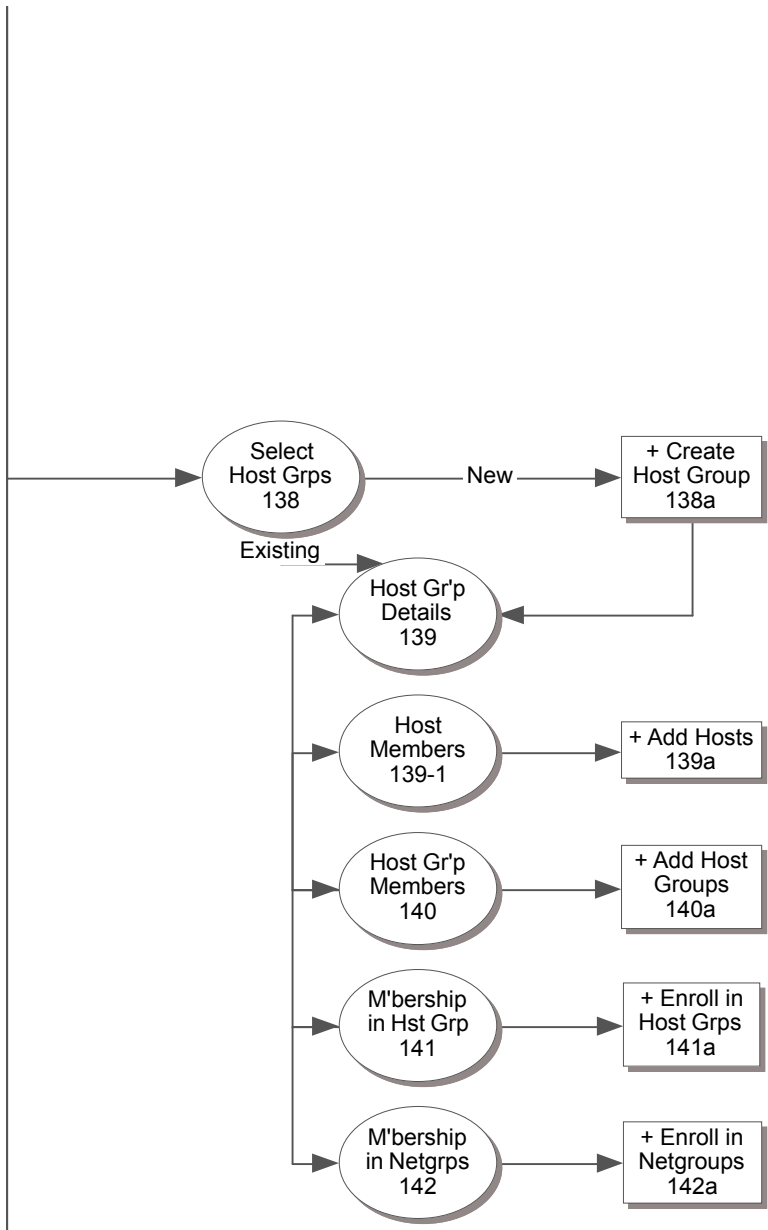 Select
Host Grps
138
New
+ Create
Host Group
138a
Existing
Host Gr'p
Details
139
Host
Members
139-1
+ Add Hosts
139a
Host Gr'p
Members
140
+ Add Host
Groups
140a
M'bership
in Hst Grp
141
+ Enroll in
Host Grps
141a
M'bership
in Netgrps
142
+ Enroll in
Netgroups
142a